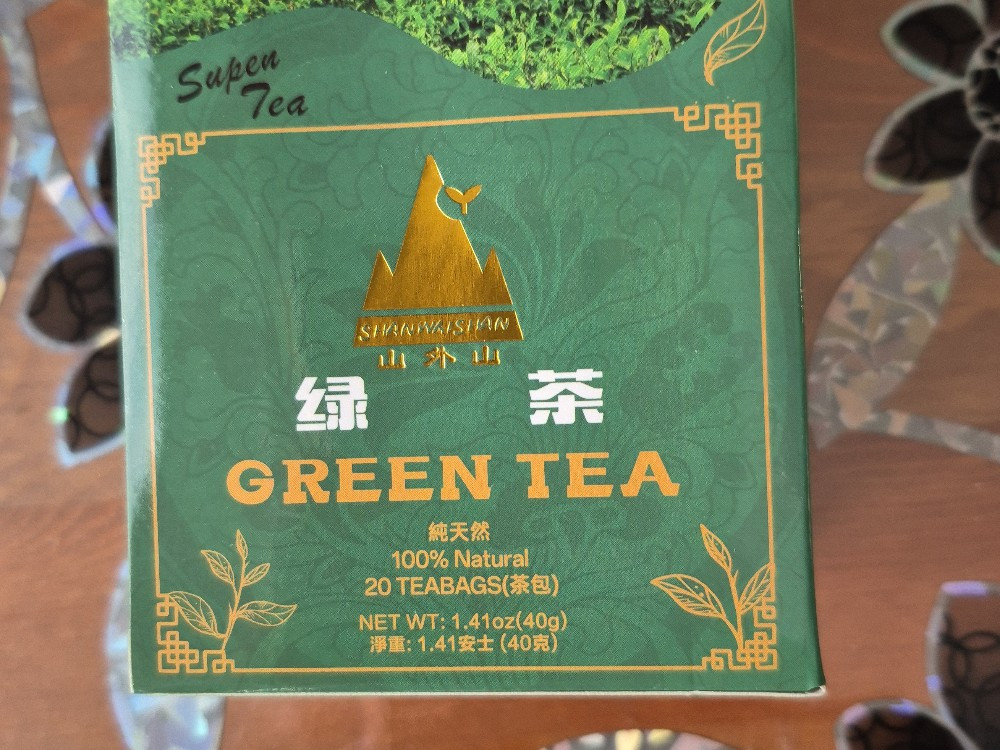 Supen
Tea
SHANWAISHAN
山外山
绿 茶
GREEN TEA
純天然
100% Natural
20 TEABAGS(茶包)
NET WT: 1.41oz(40g)
淨重: 1.41安士 (40克)